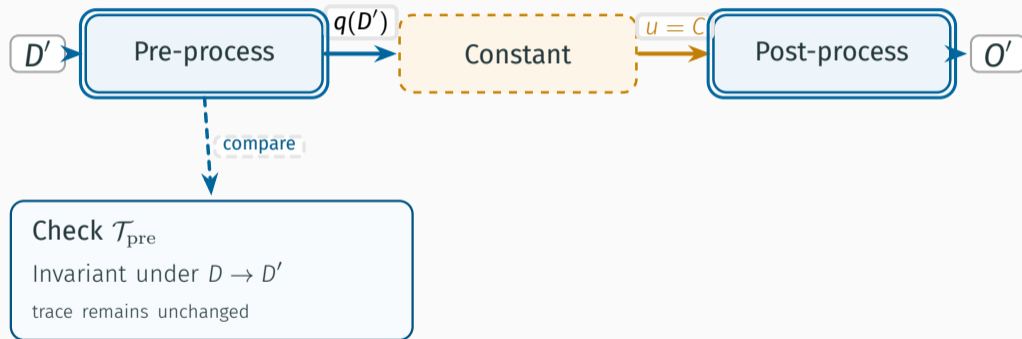 D′
Pre-process
q(D′)
Constant
u = C
Post-process
O′
compare
Check 𝒯pre
Invariant under D → D′
trace remains unchanged